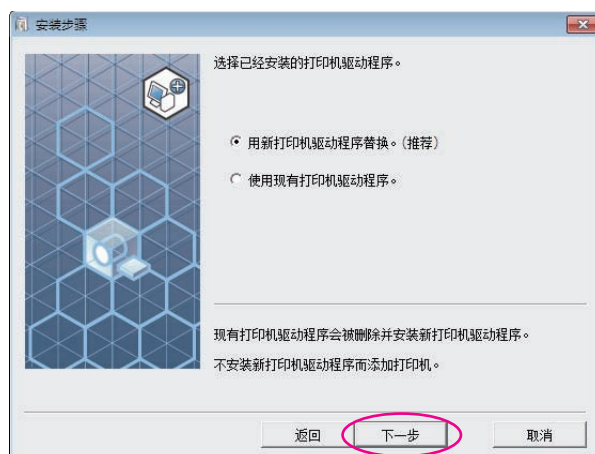 安装步骤
选择已经安装的打印机驱动程序。
用新打印机驱动程序替换。(推荐)
使用现有打印机驱动程序。
现有打印机驱动程序会被删除并安装新打印机驱动程序。
不安装新打印机驱动程序而添加打印机。
返回 下一步 取消